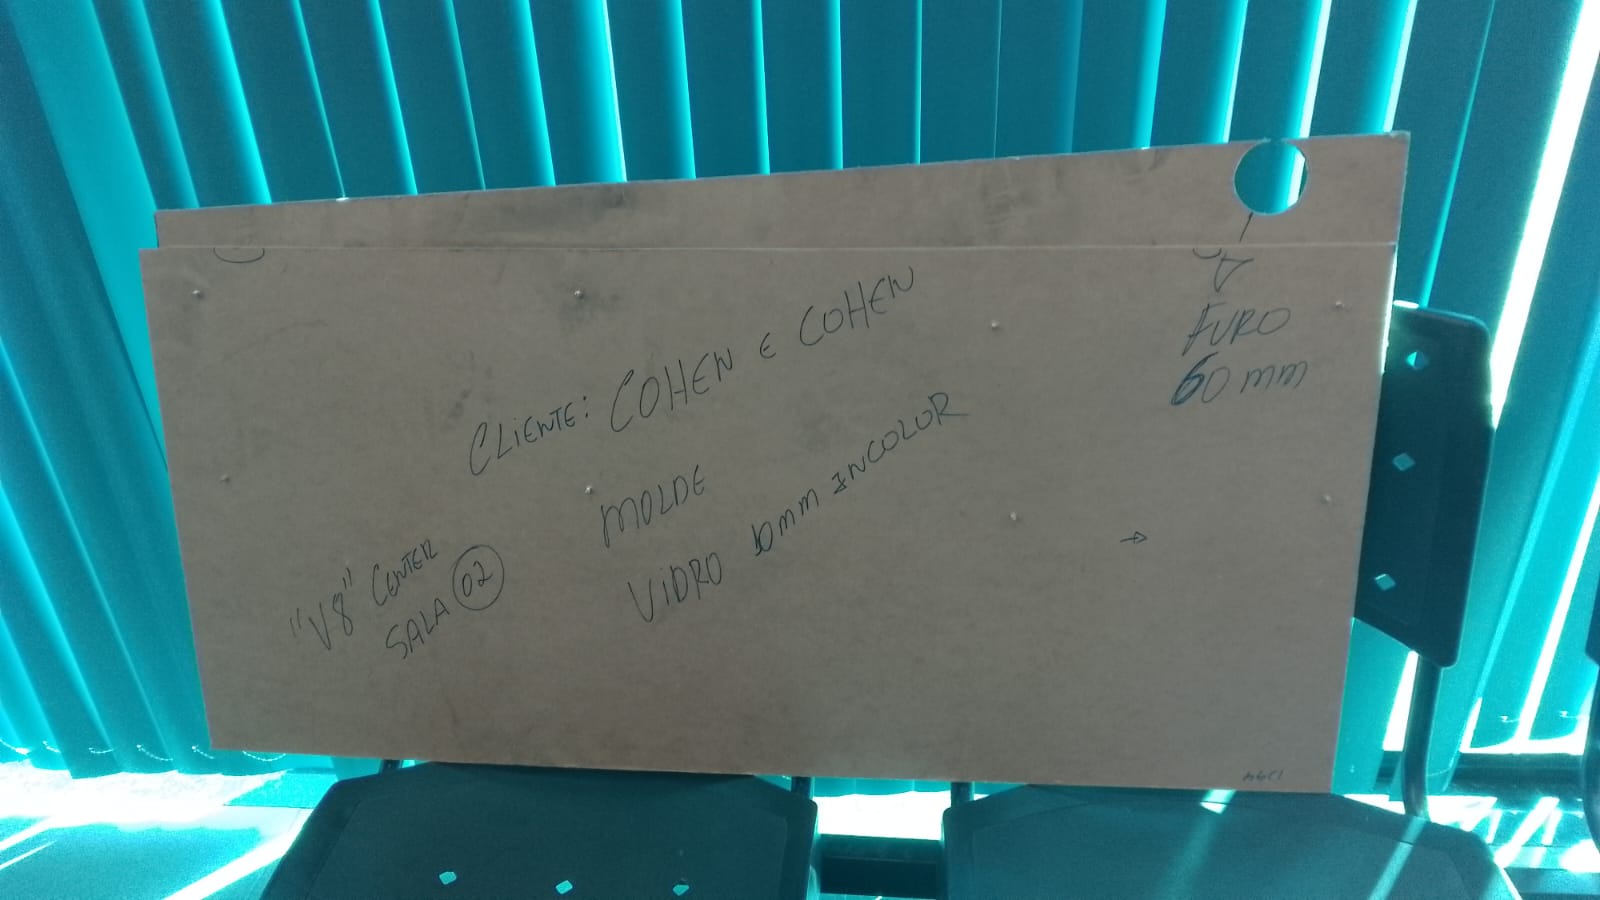 CLIENTE: COHEN E COHEN
MOLDE
VIDRO 10mm INCOLOR
"V8" CENTER
SALA 02
FURO
60 mm